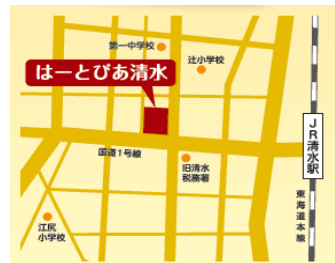 第一中学校
辻小学校
はーとぴあ清水
国道1号線
旧清水
税務署
江尻
小学校
JR清水駅
東海道本線